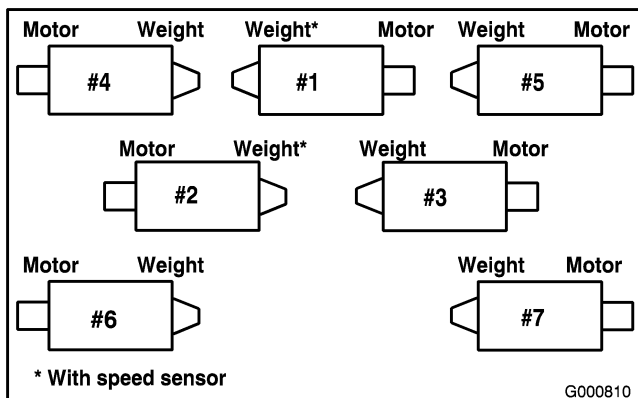 Motor Weight Weight* Motor Weight Motor
#4 #1 #5
Motor Weight* Weight Motor
#2 #3
Motor Weight Weight Motor
#6 #7
* With speed sensor
G000810